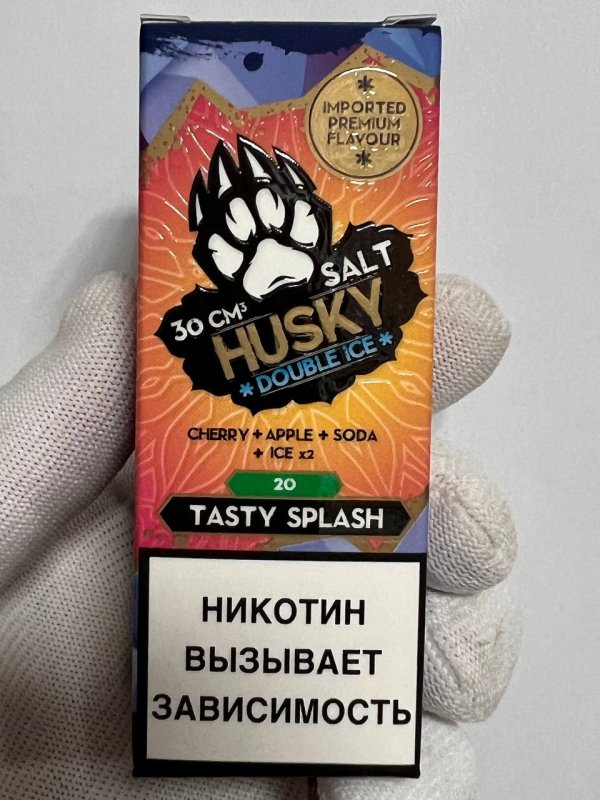 IMPORTED
PREMIUM
FLAVOUR
SALT
30 CM³
HUSKY
*DOUBLE ICE*
CHERRY + APPLE + SODA
+ ICE x2
20
TASTY SPLASH
НИКОТИН
ВЫЗЫВАЕТ
ЗАВИСИМОСТЬ